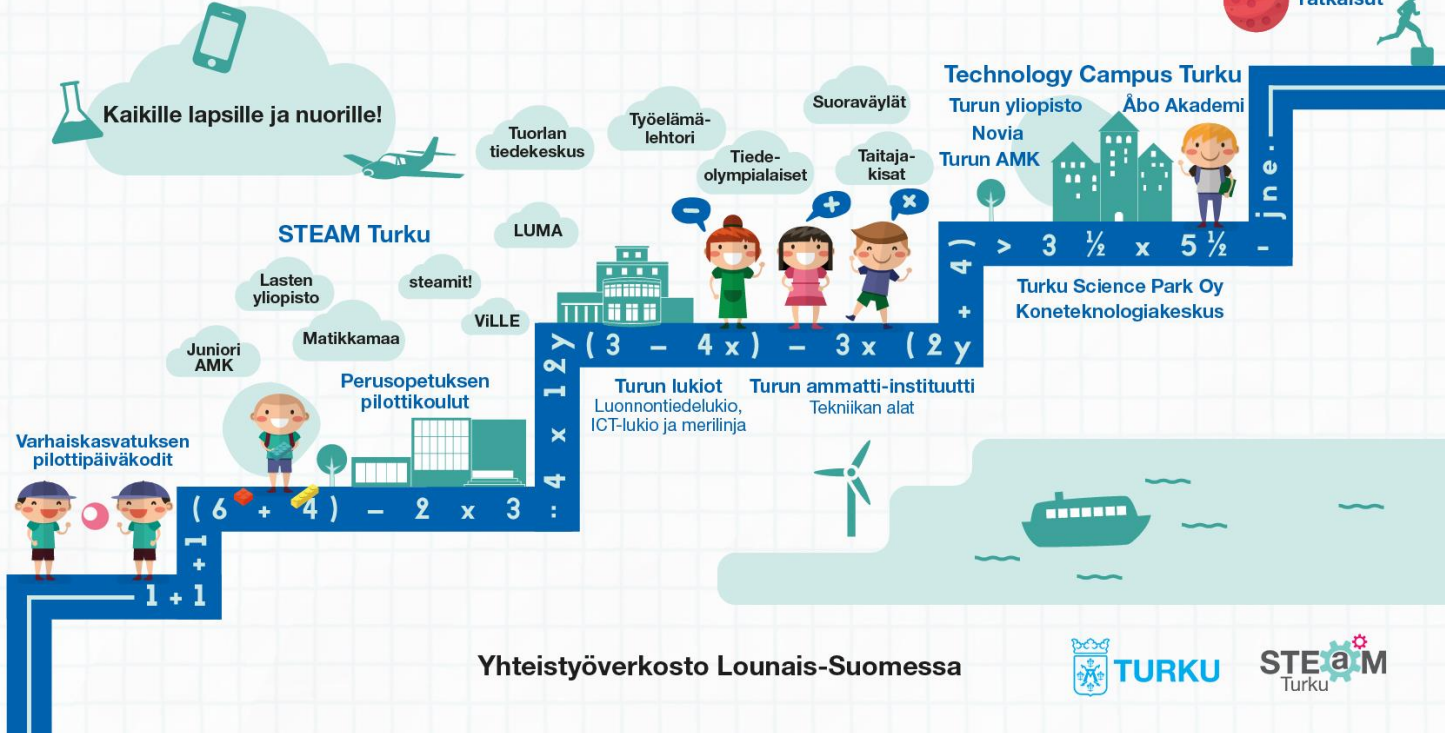 ratkaisut
Kaikille lapsille ja nuorille!
Technology Campus Turku
Turun yliopisto
Åbo Akademi
Novia
Turun AMK
Suoraväylät
Työelämä-
lehtori
Tuorlan
tiedekeskus
Tiede-
olympialaiset
Taitaja-
kisat
STEAM Turku
LUMA
Lasten
yliopisto
steamit!
ViLLE
Matikkamaa
Juniori
AMK
Perusopetuksen
pilottikoulut
Varhaiskasvatuksen
pilottipäiväkodit
Turun lukiot
Luonnontiedelukio,
ICT-lukio ja merilinja
Turun ammatti-instituutti
Tekniikan alat
Turku Science Park Oy
Koneteknologiakeskus
− + x
1 + 1
1 + 1
( 6 + 4 ) − 2 x 3 :
4 x 12y
( 3 − 4 x ) − 3 x ( 2 y
+ 4 )
> 3 ½ x 5 ½ -
jne.
Yhteistyöverkosto Lounais-Suomessa
TURKU
STEaM
Turku